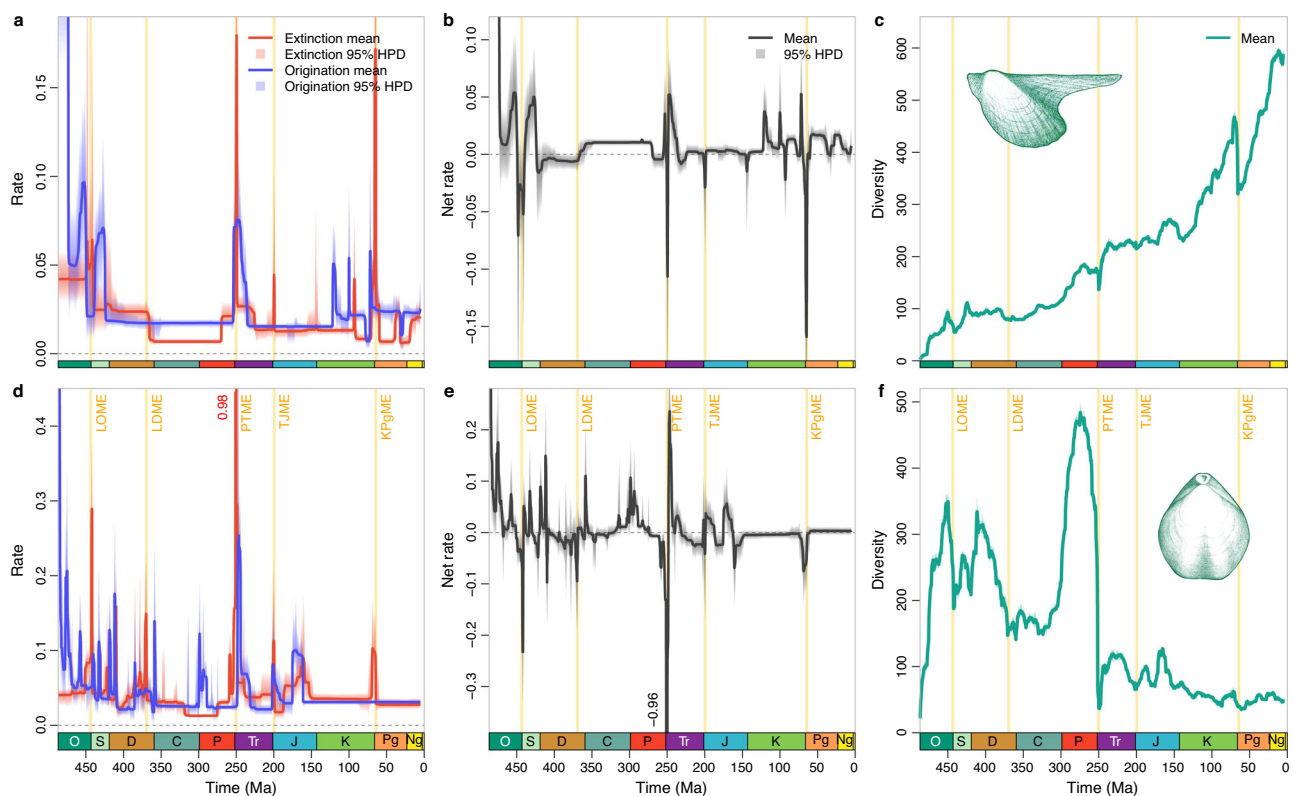 a
Extinction mean
Extinction 95% HPD
Origination mean
Origination 95% HPD
Rate
0.15
0.10
0.05
0.00
b
Mean
95% HPD
Net rate
0.10
0.05
0.00
−0.05
−0.10
−0.15
c
Mean
Diversity
600
500
400
300
200
100
0
d
0.98
LOME
LDME
PTME
TJME
KPgME
Rate
0.4
0.3
0.2
0.1
0.0
O S D C P Tr J K Pg Ng
450 400 350 300 250 200 150 100 50 0
Time (Ma)
e
LOME
LDME
PTME
TJME
KPgME
−0.96
Net rate
0.2
0.1
0.0
−0.1
−0.2
−0.3
O S D C P Tr J K Pg Ng
450 400 350 300 250 200 150 100 50 0
Time (Ma)
f
LOME
LDME
PTME
TJME
KPgME
Diversity
500
400
300
200
100
0
O S D C P Tr J K Pg Ng
450 400 350 300 250 200 150 100 50 0
Time (Ma)